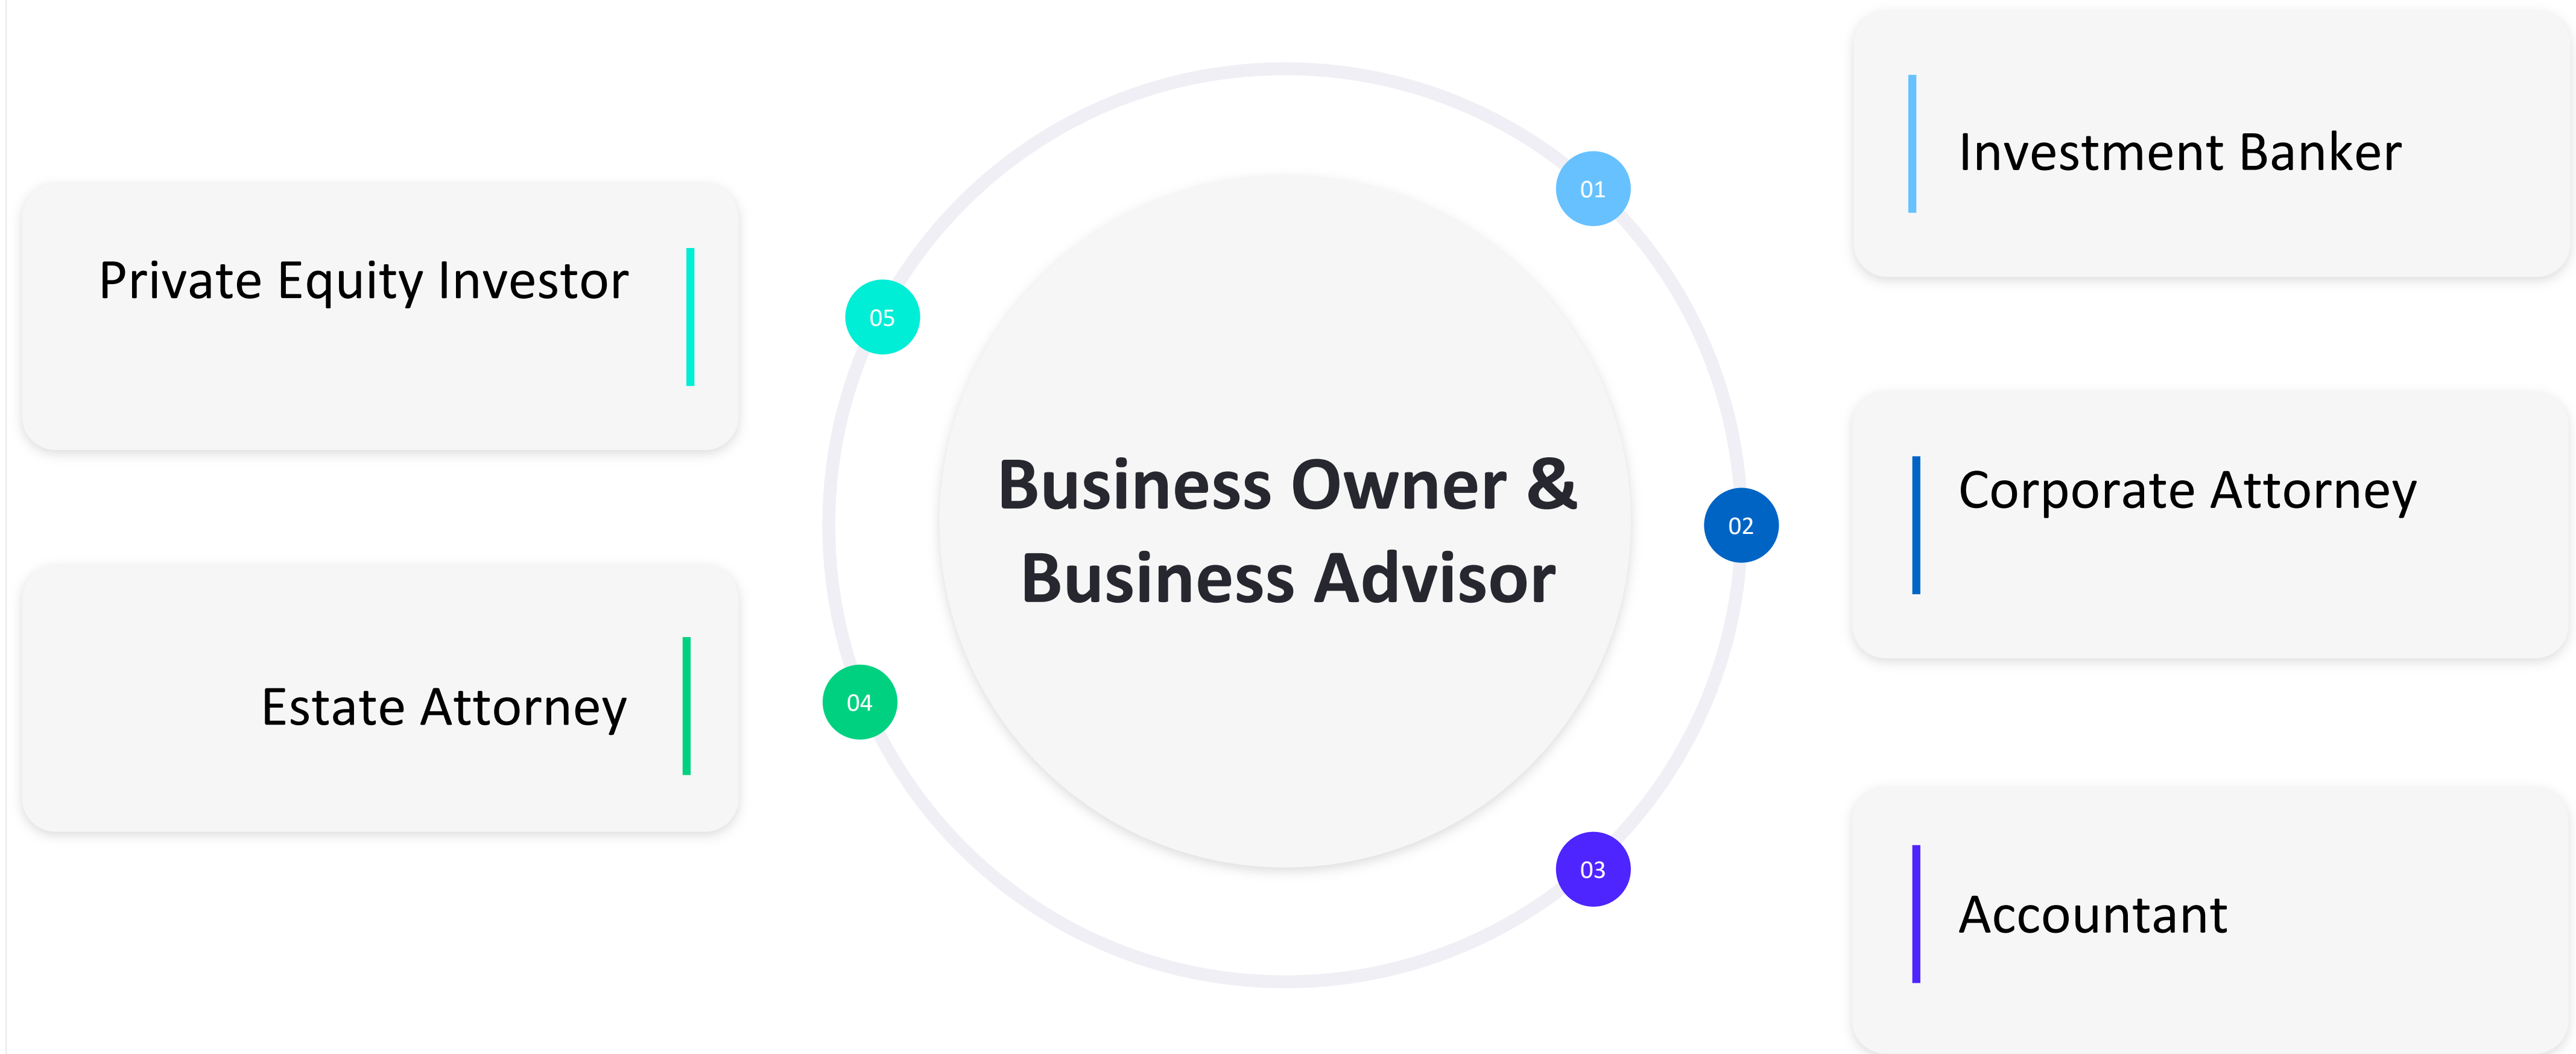 Business Owner &
Business Advisor
01
Investment Banker
02
Corporate Attorney
03
Accountant
04
Estate Attorney
05
Private Equity Investor